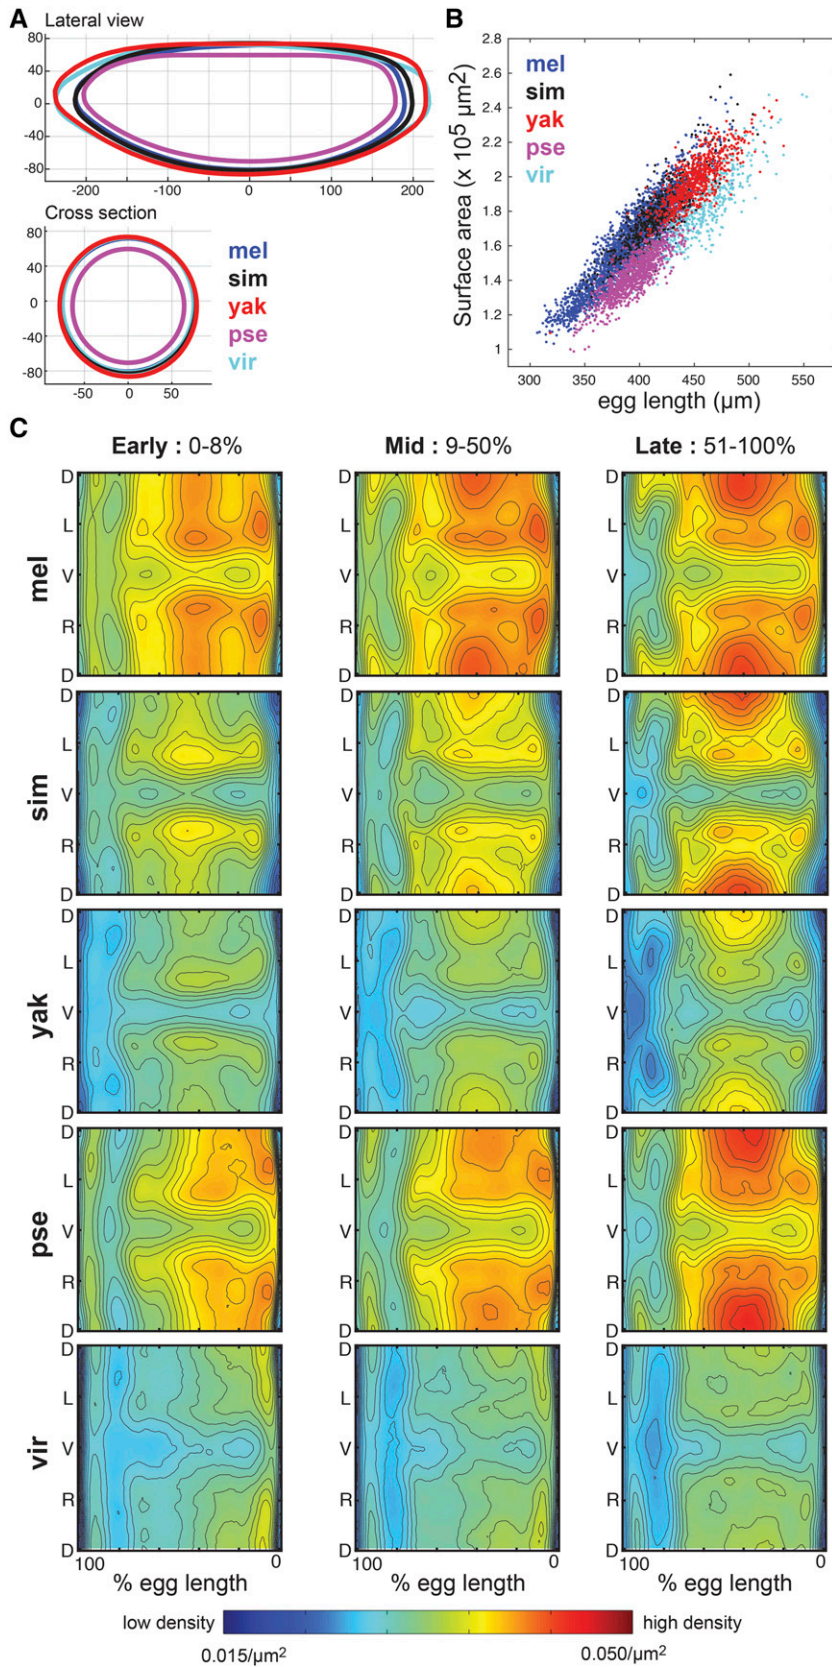 A
Lateral view
80
40
0
-40
-80
-200
-100
0
100
200
Cross section
80
40
0
-40
-80
-50
0
50
mel
sim
yak
pse
vir
B
mel
sim
yak
pse
vir
Surface area (x 10⁵ µm2)
2.8
2.6
2.4
2.2
2
1.8
1.6
1.4
1.2
1
300
350
400
450
500
550
egg length (µm)
C
Early : 0-8%
Mid : 9-50%
Late : 51-100%
mel
D
L
V
R
D
D
L
V
R
D
D
L
V
R
D
sim
D
L
V
R
D
D
L
V
R
D
D
L
V
R
D
yak
D
L
V
R
D
D
L
V
R
D
D
L
V
R
D
pse
D
L
V
R
D
D
L
V
R
D
D
L
V
R
D
vir
D
L
V
R
D
D
L
V
R
D
D
L
V
R
D
100 0
100 0
100 0
% egg length
% egg length
% egg length
low density
high density
0.015/µm²
0.050/µm²